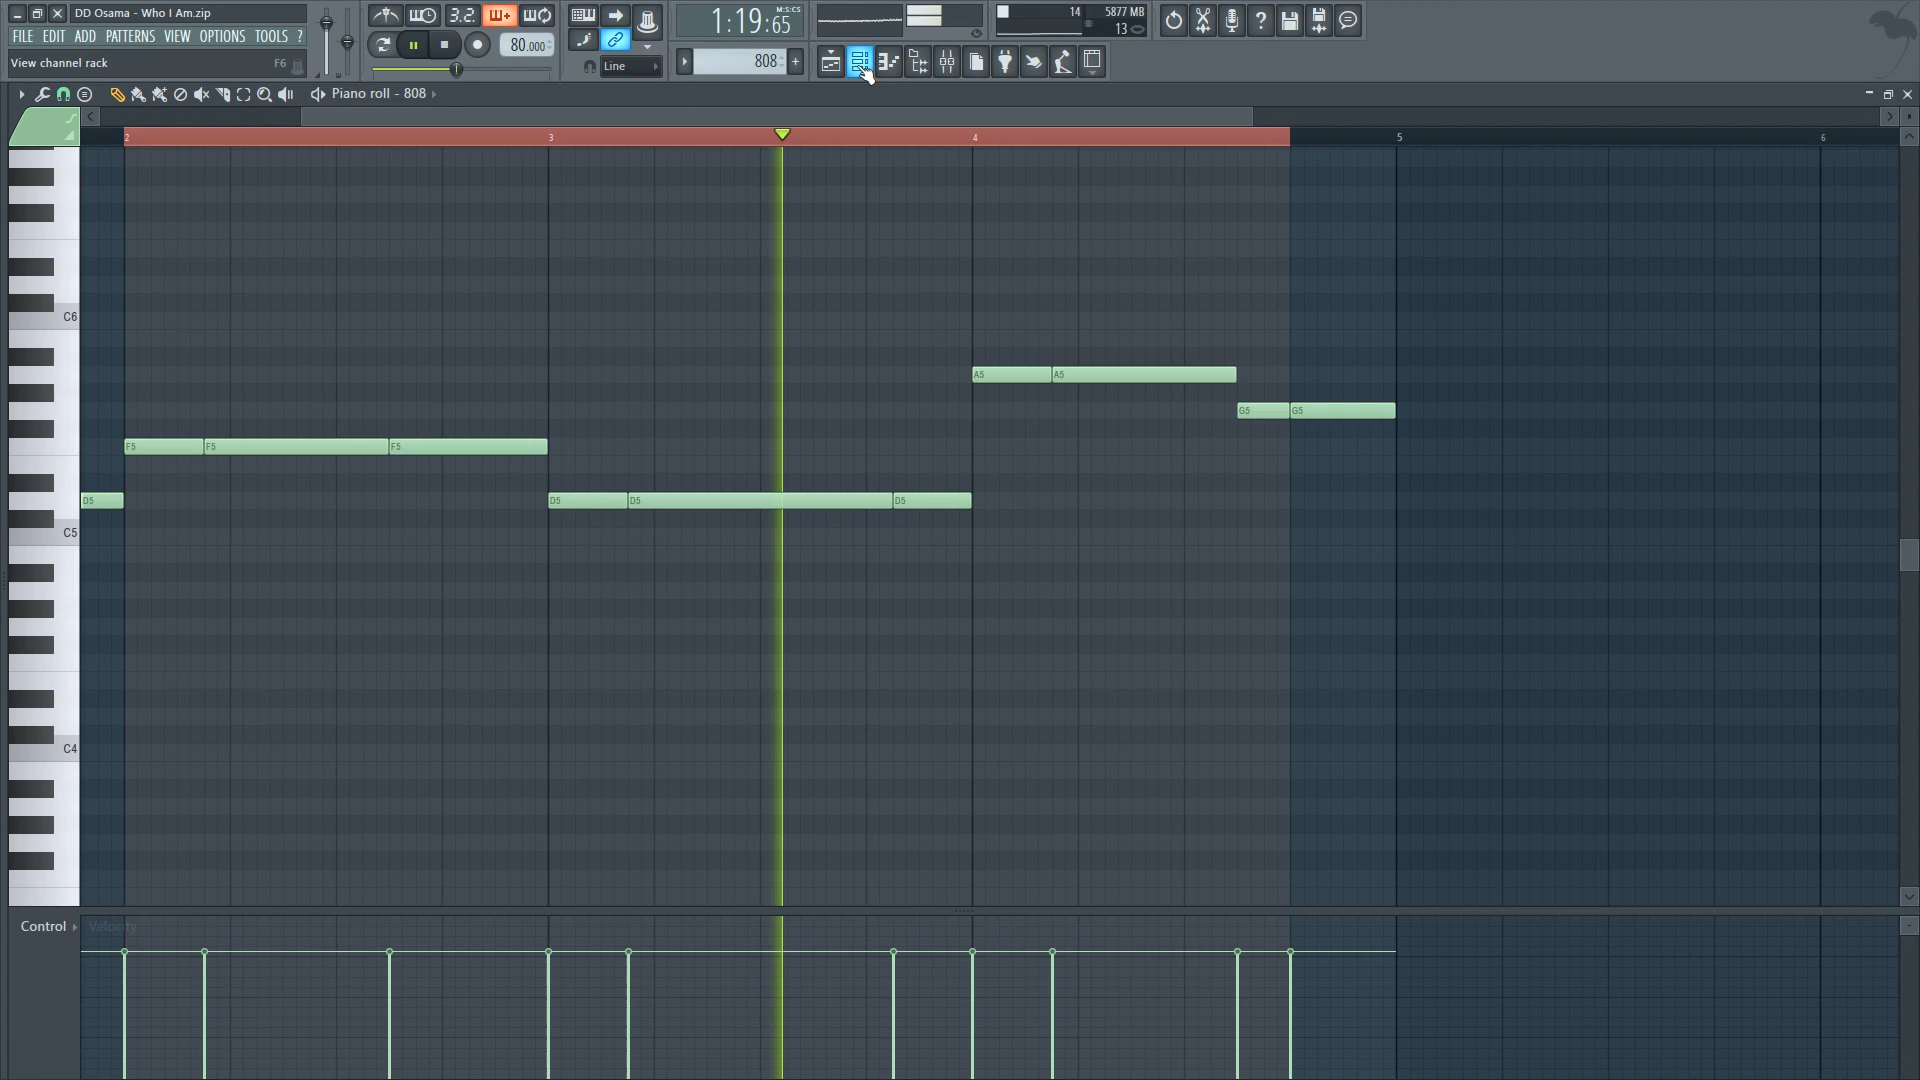 DD Osama - Who I Am.zip
3.2.
1:19:65
M:S:CS
14
5877 MB
13
FILE EDIT ADD PATTERNS VIEW OPTIONS TOOLS ?
80.000
View channel rack
F6
Line
808
+
?
Piano roll - 808
2
3
4
5
6
C6
A5
A5
G5
G5
F5
F5
F5
D5
D5
D5
D5
C5
C4
Control
Velocity